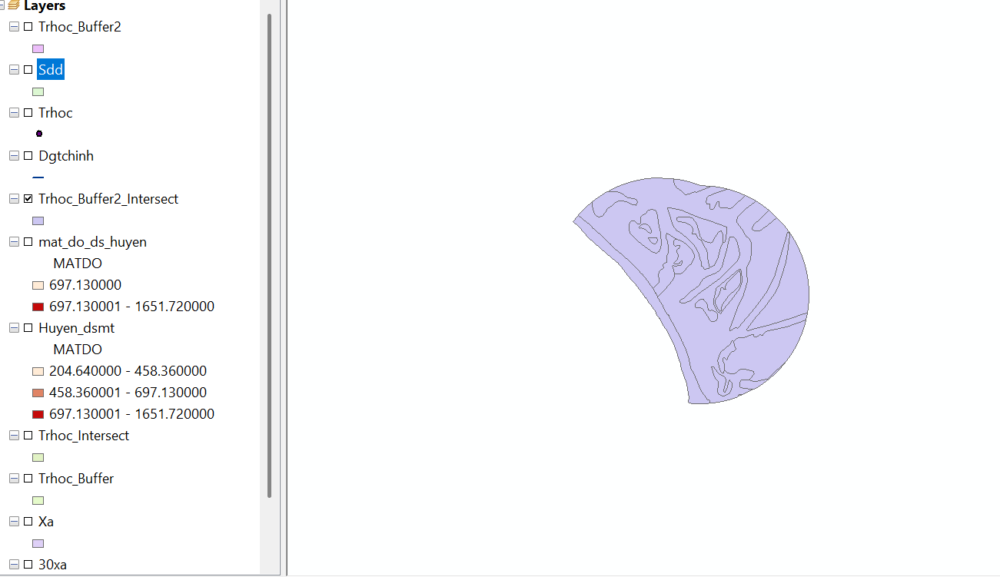 Layers
Trhoc_Buffer2
Sdd
Trhoc
Dgtchinh
Trhoc_Buffer2_Intersect
mat_do_ds_huyen
MATDO
697.130000
697.130001 - 1651.720000
Huyen_dsmt
MATDO
204.640000 - 458.360000
458.360001 - 697.130000
697.130001 - 1651.720000
Trhoc_Intersect
Trhoc_Buffer
Xa
30xa